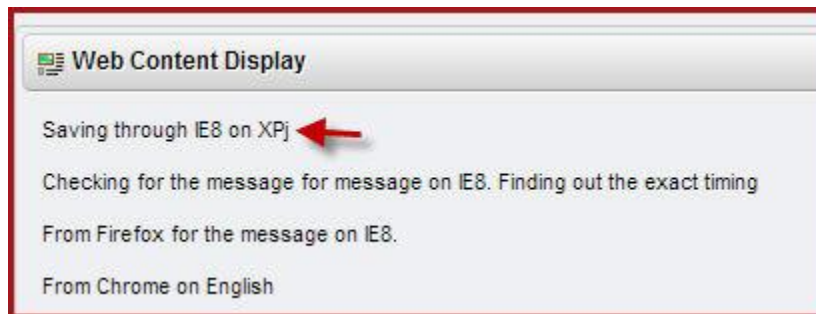 Web Content Display
Saving through IE8 on XPj
Checking for the message for message on IE8. Finding out the exact timing
From Firefox for the message on IE8.
From Chrome on English